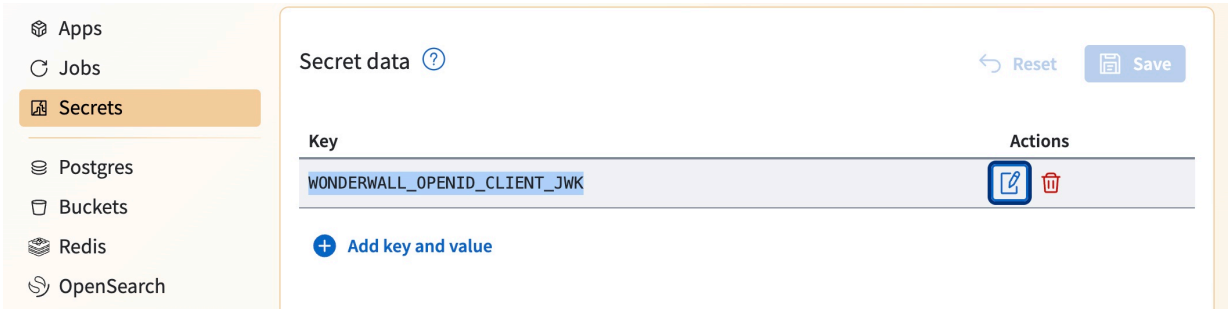 Apps
Jobs
Secrets
Postgres
Buckets
Redis
OpenSearch
Secret data ?
Reset Save
Key Actions
WONDERWALL_OPENID_CLIENT_JWK
Add key and value